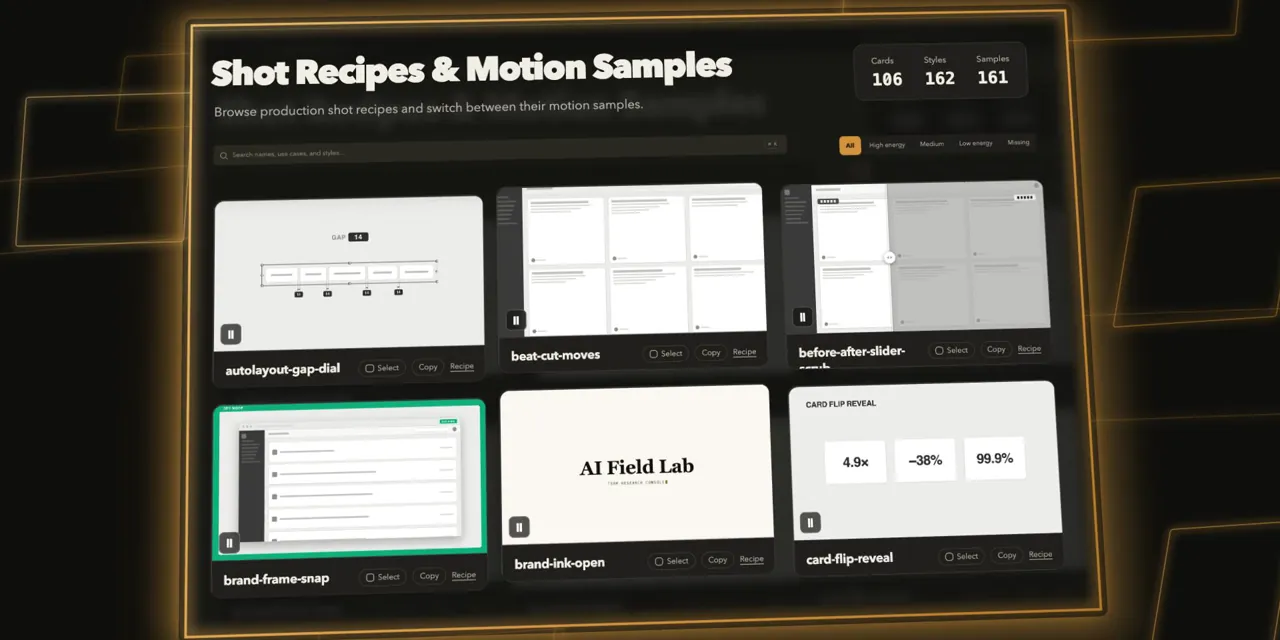 Shot Recipes & Motion Samples
Browse production shot recipes and switch between their motion samples.
Cards Styles Samples
106 162 161
Search names, use cases, and styles...
All High energy Medium Low energy Missing
GAP 14
autolayout-gap-dial Select Copy Recipe
beat-cut-moves Select Copy Recipe
before-after-slider- Select Copy Recipe
scrub
brand-frame-snap Select Copy Recipe
AI Field Lab
brand-ink-open Select Copy Recipe
CARD FLIP REVEAL
4.9× −38% 99.9%
card-flip-reveal Select Copy Recipe